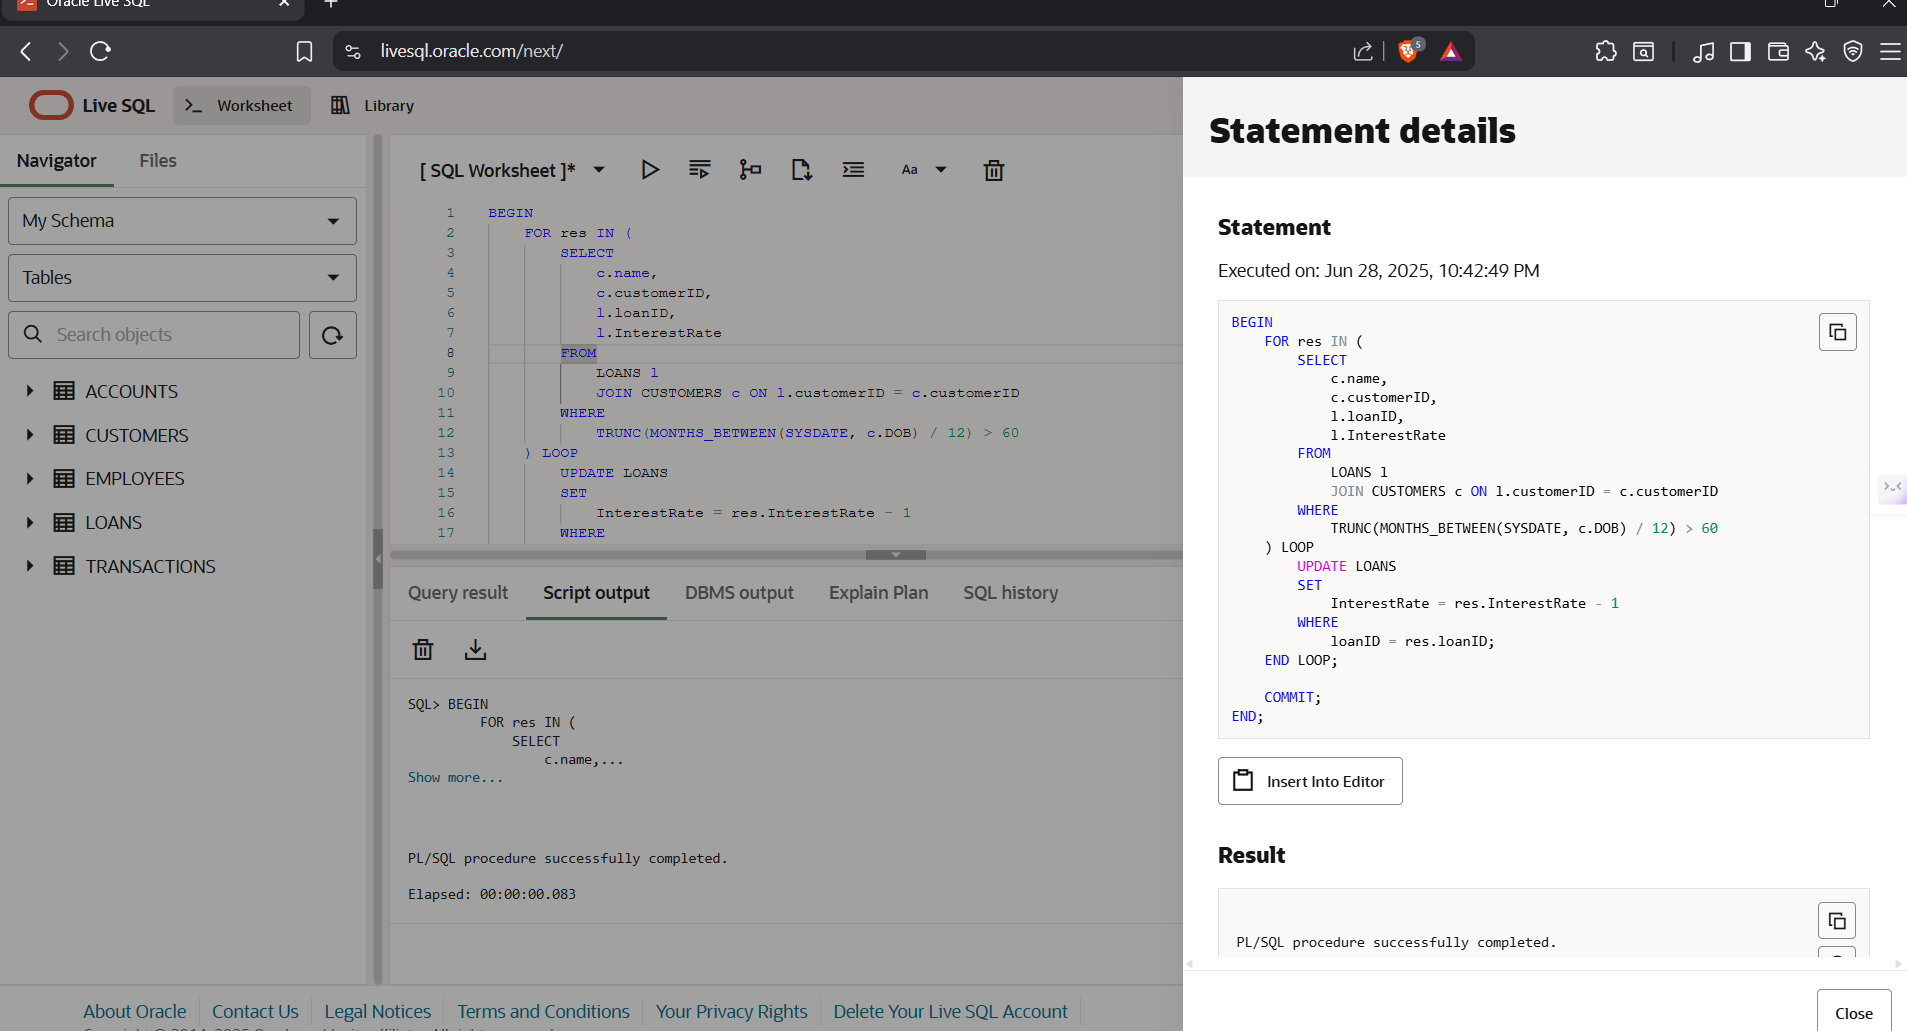 Oracle Live SQL
livesql.oracle.com/next/
5
Live SQL
Worksheet
Library
Navigator
Files
My Schema
Tables
Search objects
ACCOUNTS
CUSTOMERS
EMPLOYEES
LOANS
TRANSACTIONS
[ SQL Worksheet ]*
Aa
1 BEGIN
2 FOR res IN (
3 SELECT
4 c.name,
5 c.customerID,
6 l.loanID,
7 l.InterestRate
8 FROM
9 LOANS l
10 JOIN CUSTOMERS c ON l.customerID = c.customerID
11 WHERE
12 TRUNC(MONTHS_BETWEEN(SYSDATE, c.DOB) / 12) > 60
13 ) LOOP
14 UPDATE LOANS
15 SET
16 InterestRate = res.InterestRate - 1
17 WHERE
Query result
Script output
DBMS output
Explain Plan
SQL history
SQL> BEGIN
FOR res IN (
SELECT
c.name,...
Show more...
PL/SQL procedure successfully completed.
Elapsed: 00:00:00.083
Statement details
Statement
Executed on: Jun 28, 2025, 10:42:49 PM
BEGIN
FOR res IN (
SELECT
c.name,
c.customerID,
l.loanID,
l.InterestRate
FROM
LOANS l
JOIN CUSTOMERS c ON l.customerID = c.customerID
WHERE
TRUNC(MONTHS_BETWEEN(SYSDATE, c.DOB) / 12) > 60
) LOOP
UPDATE LOANS
SET
InterestRate = res.InterestRate - 1
WHERE
loanID = res.loanID;
END LOOP;
COMMIT;
END;
Insert Into Editor
Result
PL/SQL procedure successfully completed.
Close
About Oracle
Contact Us
Legal Notices
Terms and Conditions
Your Privacy Rights
Delete Your Live SQL Account